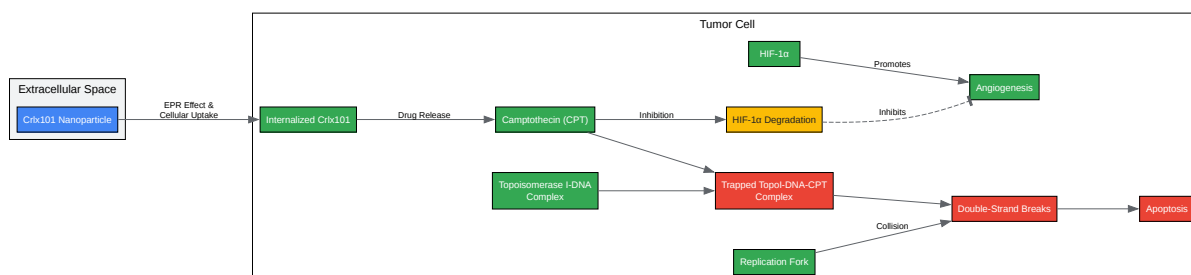 Tumor Cell
HIF-1α
Promotes
Angiogenesis
Extracellular Space
Crlx101 Nanoparticle
EPR Effect &
Cellular Uptake
Internalized Crlx101
Drug Release
Camptothecin (CPT)
Inhibition
HIF-1α Degradation
Inhibits
Topoisomerase I-DNA
Complex
Trapped TopoI-DNA-CPT
Complex
Double-Strand Breaks
Apoptosis
Collision
Replication Fork